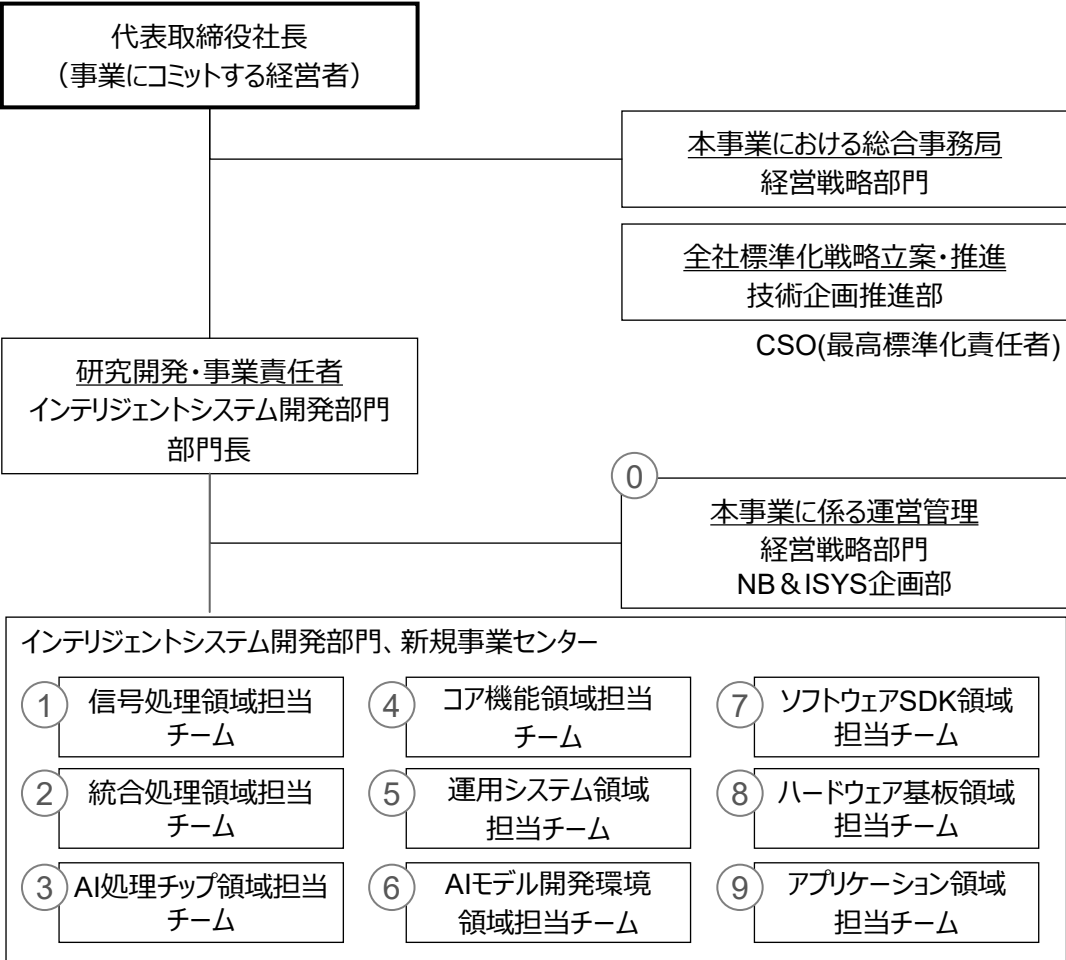 代表取締役社長
（事業にコミットする経営者）
本事業における総合事務局
経営戦略部門
全社標準化戦略立案・推進
技術企画推進部
CSO(最高標準化責任者)
研究開発・事業責任者
インテリジェントシステム開発部門
部門長
0
本事業に係る運営管理
経営戦略部門
NB＆ISYS企画部
インテリジェントシステム開発部門、新規事業センター
1
信号処理領域担当
チーム
2
統合処理領域担当
チーム
3
AI処理チップ領域担当
チーム
4
コア機能領域担当
チーム
5
運用システム領域
担当チーム
6
AIモデル開発環境
領域担当チーム
7
ソフトウェアSDK領域
担当チーム
8
ハードウェア基板領域
担当チーム
9
アプリケーション領域
担当チーム